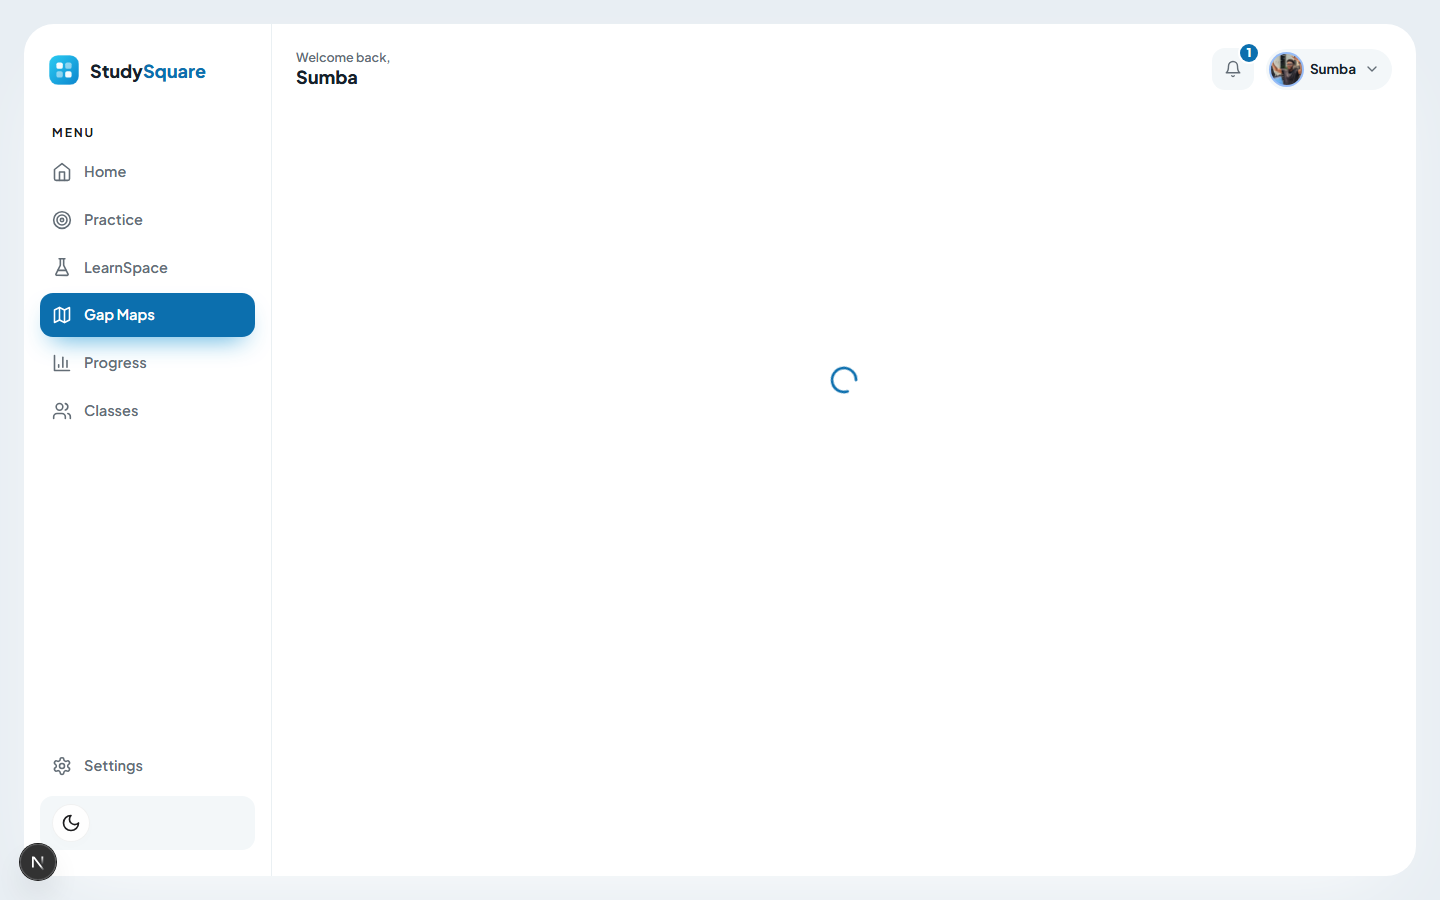 StudySquare
MENU
Home
Practice
LearnSpace
Gap Maps
Progress
Classes
Settings
N
Welcome back,
Sumba
1
Sumba